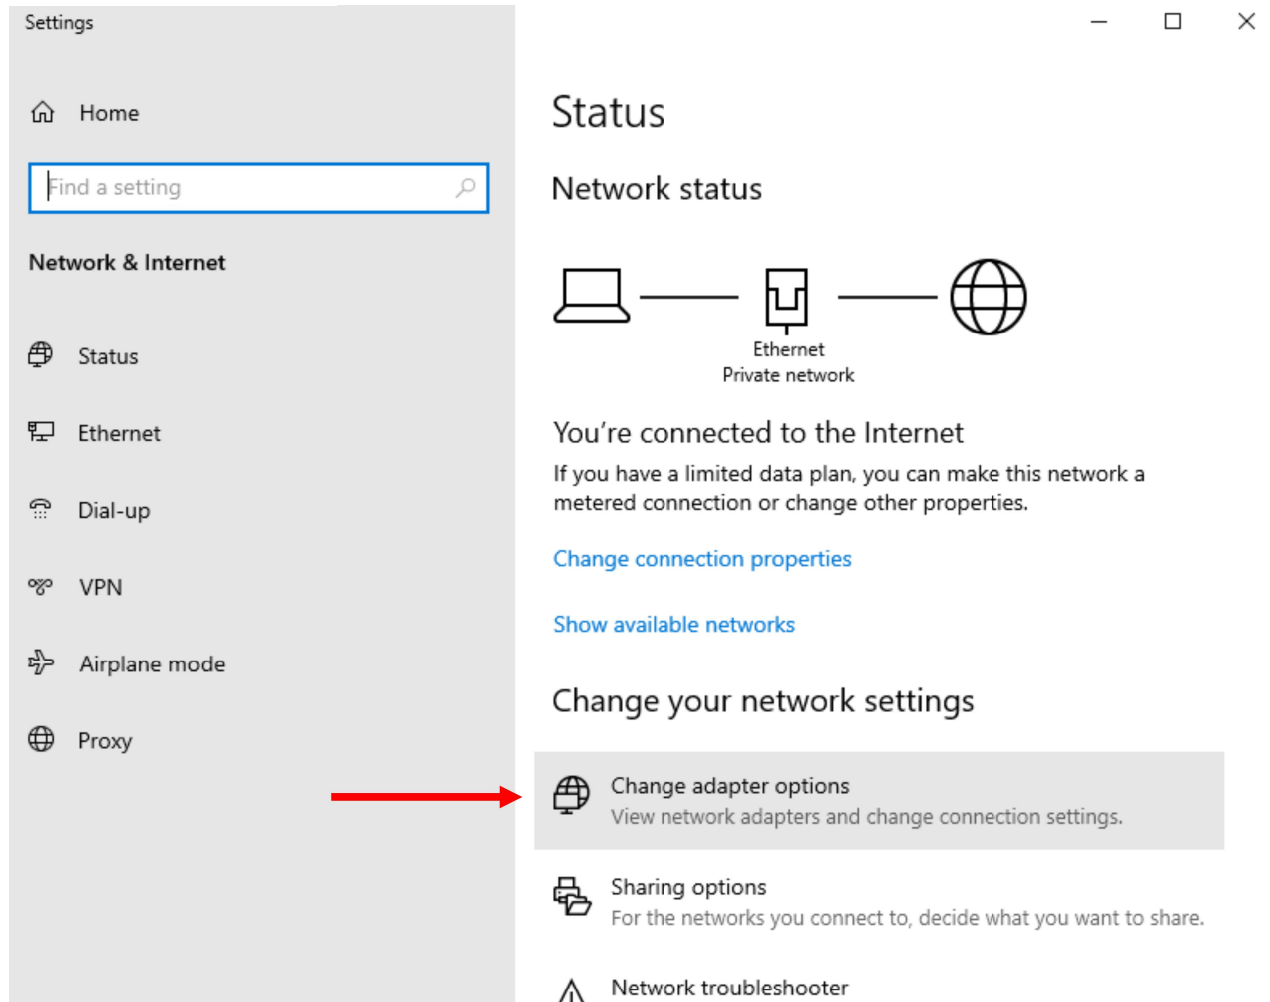 Settings
Home
Find a setting
Network & Internet
Status
Ethernet
Dial-up
VPN
Airplane mode
Proxy
Status
Network status
Ethernet
Private network
You're connected to the Internet
If you have a limited data plan, you can make this network a
metered connection or change other properties.
Change connection properties
Show available networks
Change your network settings
Change adapter options
View network adapters and change connection settings.
Sharing options
For the networks you connect to, decide what you want to share.
Network troubleshooter